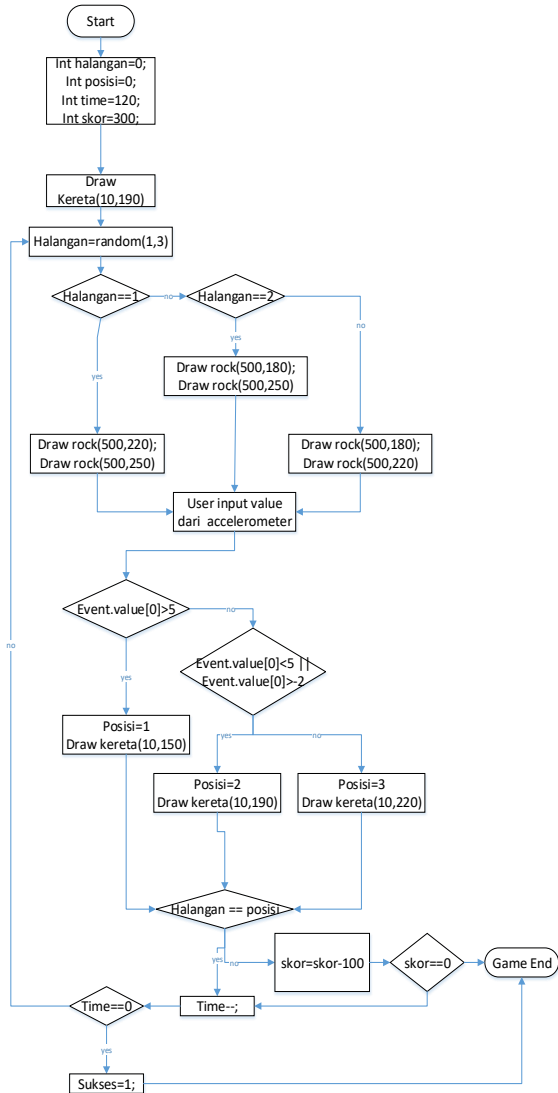 Start
Int halangan=0;
Int posisi=0;
Int time=120;
Int skor=300;
Draw
Kereta(10,190)
Halangan=random(1,3)
Halangan==1
no
Halangan==2
no
yes
yes
Draw rock(500,180);
Draw rock(500,250)
Draw rock(500,220);
Draw rock(500,250)
Draw rock(500,180);
Draw rock(500,220)
User input value
dari accelerometer
Event.value[0]>5
no
no
Event.value[0]<5 ||
Event.value[0]>-2
yes
Posisi=1
Draw kereta(10,150)
yes
no
Posisi=2
Draw kereta(10,190)
Posisi=3
Draw kereta(10,220)
Halangan == posisi
yes
no
skor=skor-100
skor==0
Game End
Time==0
Time--;
yes
Sukses=1;